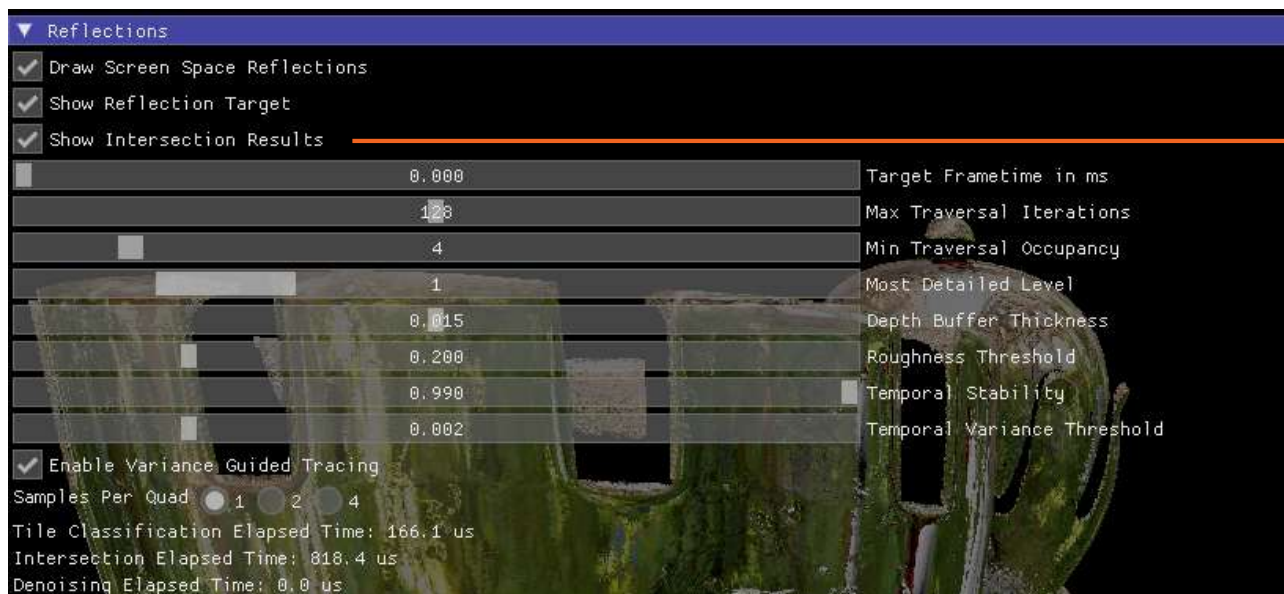 Reflections
Draw Screen Space Reflections
Show Reflection Target
Show Intersection Results
0.000 Target Frametime in ms
128 Max Traversal Iterations
4 Min Traversal Occupancy
1 Most Detailed Level
0.015 Depth Buffer Thickness
0.200 Roughness Threshold
0.990 Temporal Stability
0.002 Temporal Variance Threshold
Enable Variance Guided Tracing
Samples Per Quad 1 2 4
Tile Classification Elapsed Time: 166.1 us
Intersection Elapsed Time: 818.4 us
Denoising Elapsed Time: 0.0 us